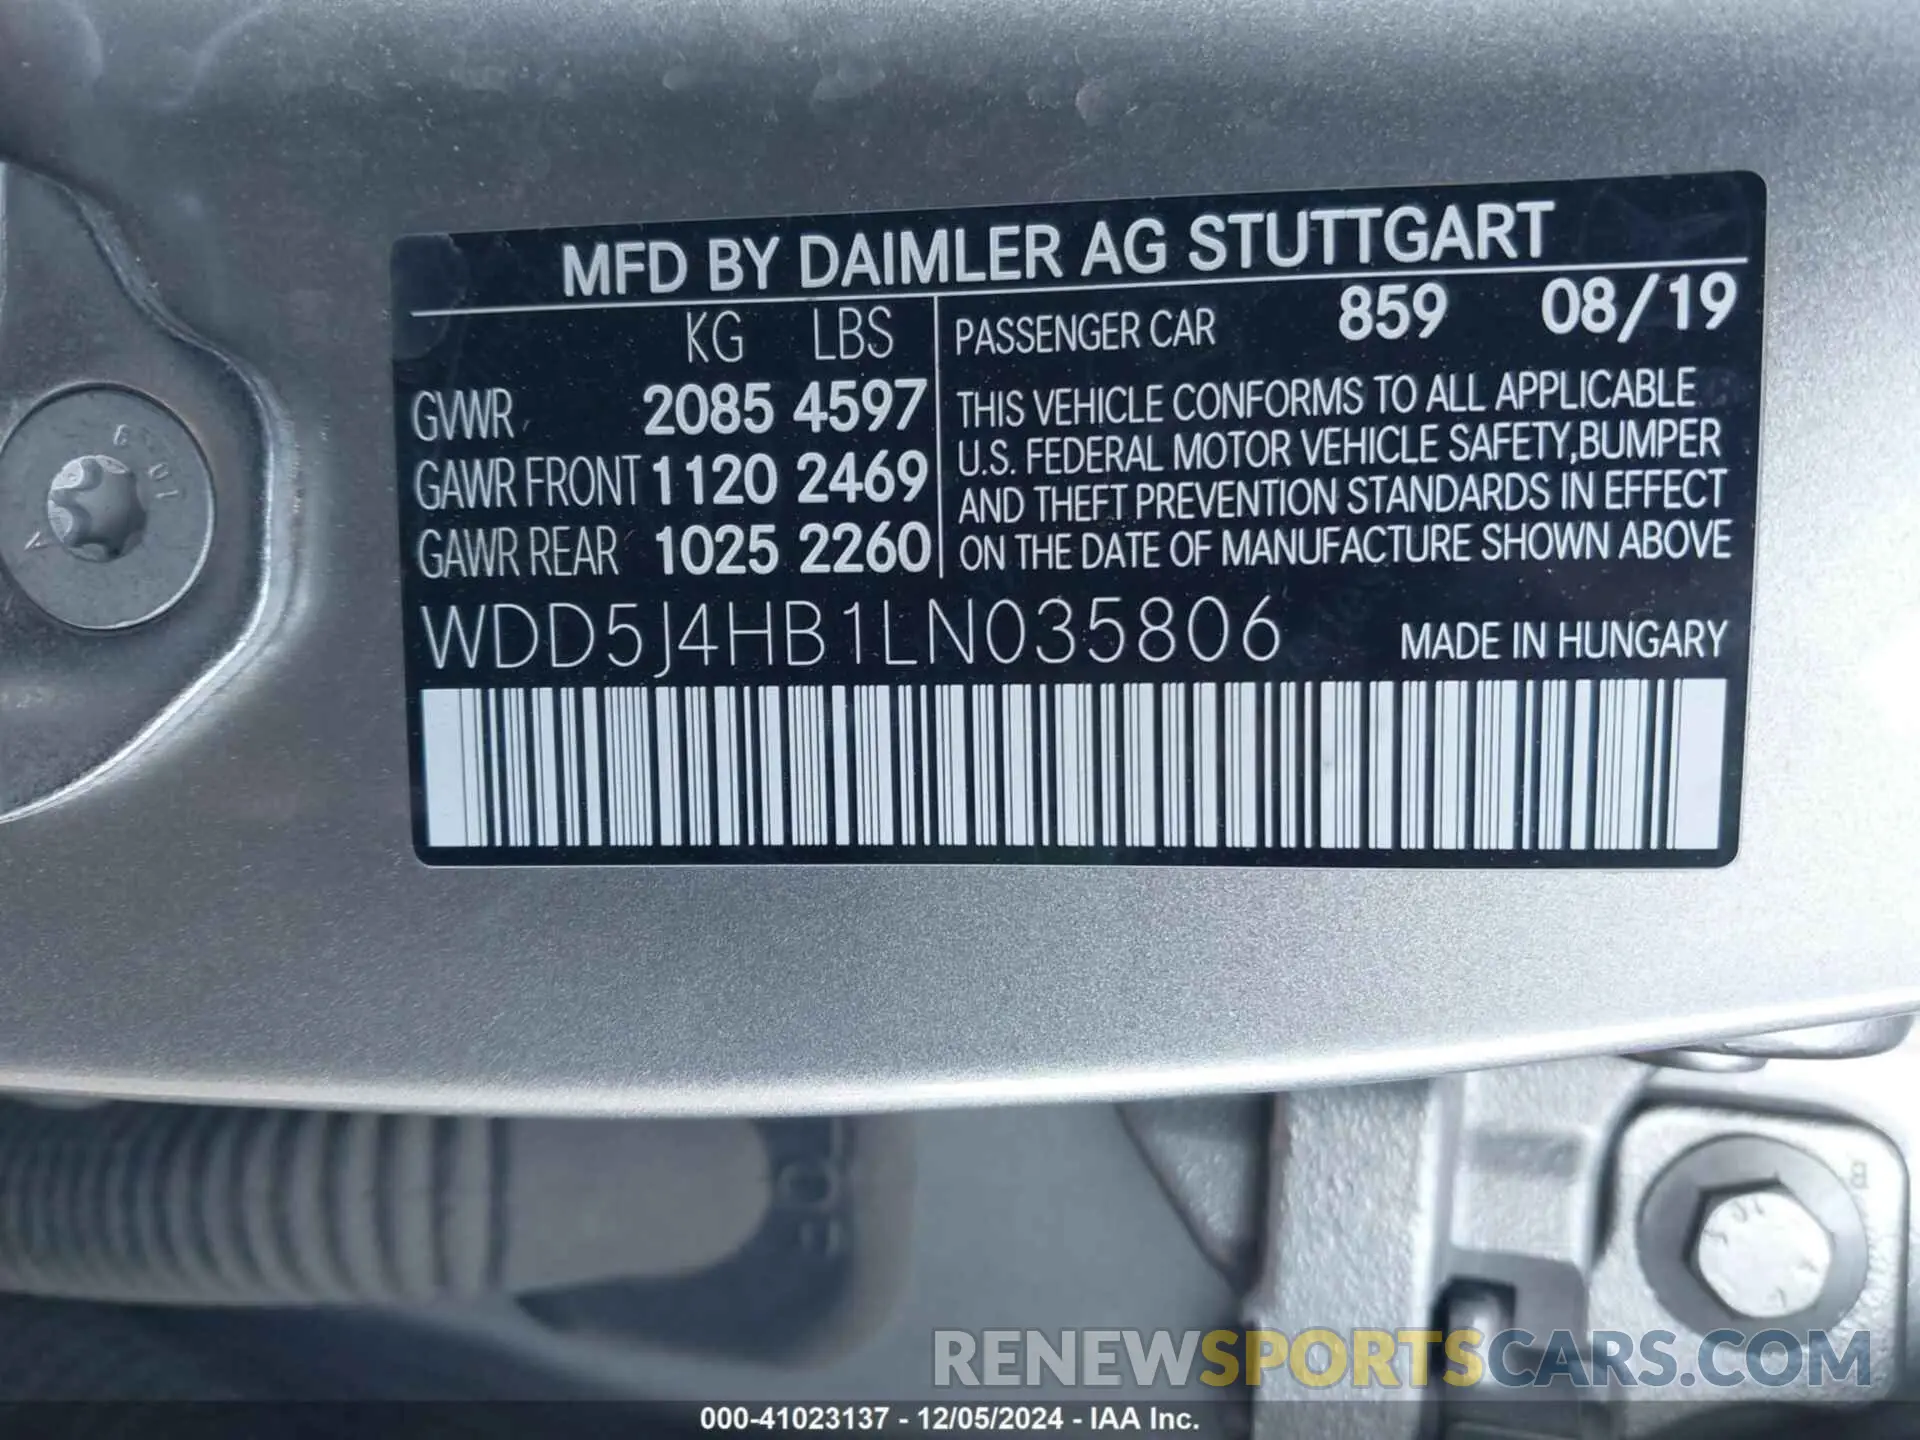 MFD BY DAIMLER AG STUTTGART
KG LBS
GVWR 2085 4597
GAWR FRONT 1120 2469
GAWR REAR 1025 2260
PASSENGER CAR 859 08/19
THIS VEHICLE CONFORMS TO ALL APPLICABLE
U.S. FEDERAL MOTOR VEHICLE SAFETY,BUMPER
AND THEFT PREVENTION STANDARDS IN EFFECT
ON THE DATE OF MANUFACTURE SHOWN ABOVE
WDD5J4HB1LN035806 MADE IN HUNGARY
RENEWSPORTSCARS.COM
000-41023137 - 12/05/2024 - IAA Inc.